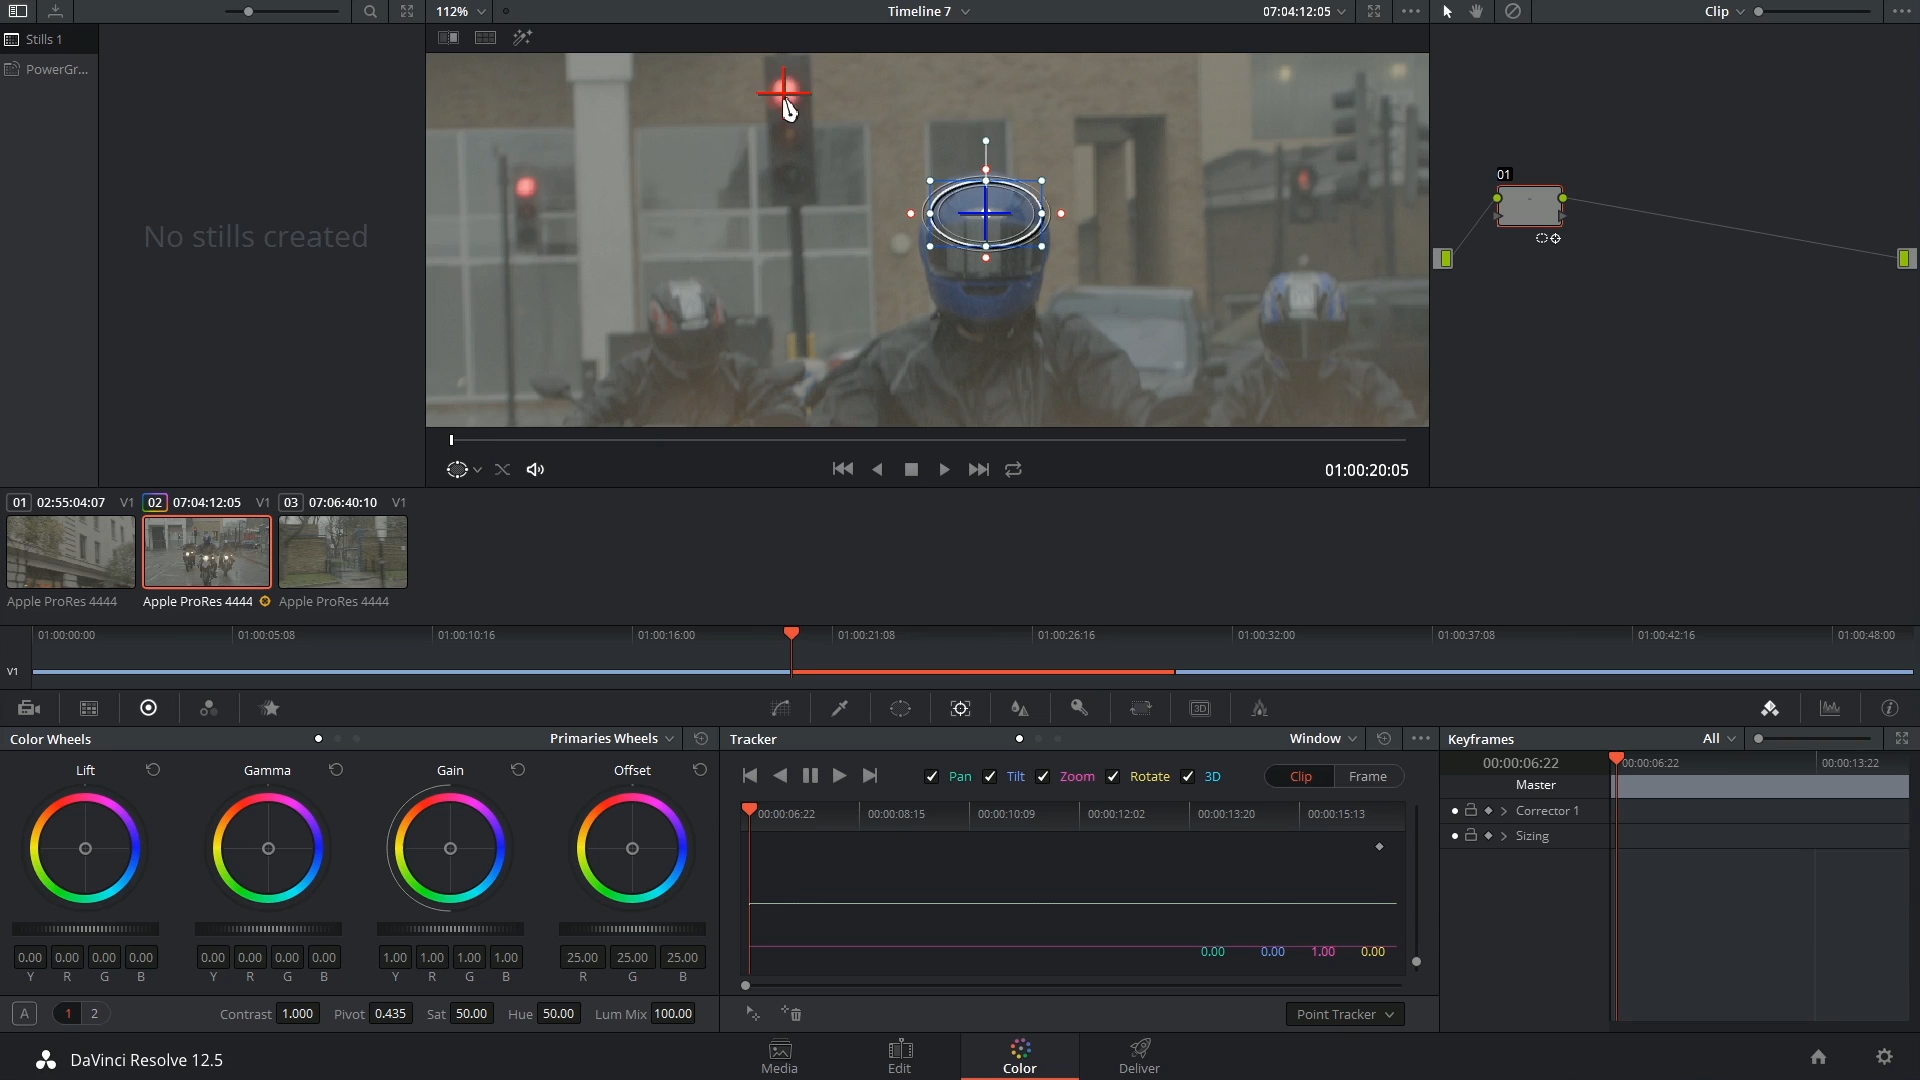 112%
Timeline 7
07:04:12:05
Clip
Stills 1
PowerGr...
No stills created
01
01:00:20:05
01 02:55:04:07 V1
02 07:04:12:05 V1
03 07:06:40:10 V1
Apple ProRes 4444
Apple ProRes 4444
Apple ProRes 4444
01:00:00:00
01:00:05:08
01:00:10:16
01:00:16:00
01:00:21:08
01:00:26:16
01:00:32:00
01:00:37:08
01:00:42:16
01:00:48:00
V1
3D
Color Wheels
Primaries Wheels
Lift
Gamma
Gain
Offset
0.00 0.00 0.00 0.00
Y R G B
0.00 0.00 0.00 0.00
Y R G B
1.00 1.00 1.00 1.00
Y R G B
25.00 25.00 25.00
R G B
A
1 2
Contrast 1.000
Pivot 0.435
Sat 50.00
Hue 50.00
Lum Mix 100.00
Tracker
Window
Pan
Tilt
Zoom
Rotate
3D
Clip
Frame
00:00:06:22
00:00:08:15
00:00:10:09
00:00:12:02
00:00:13:20
00:00:15:13
0.00 0.00 1.00 0.00
Point Tracker
Keyframes
All
00:00:06:22
00:00:06:22
00:00:13:22
Master
Corrector 1
Sizing
DaVinci Resolve 12.5
Media
Edit
Color
Deliver